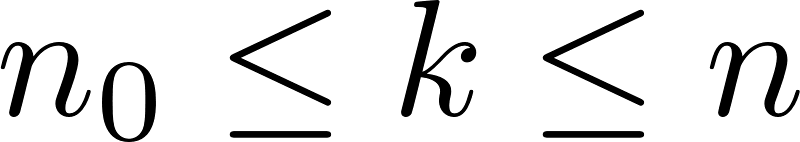 n₀ ≤ k ≤ n